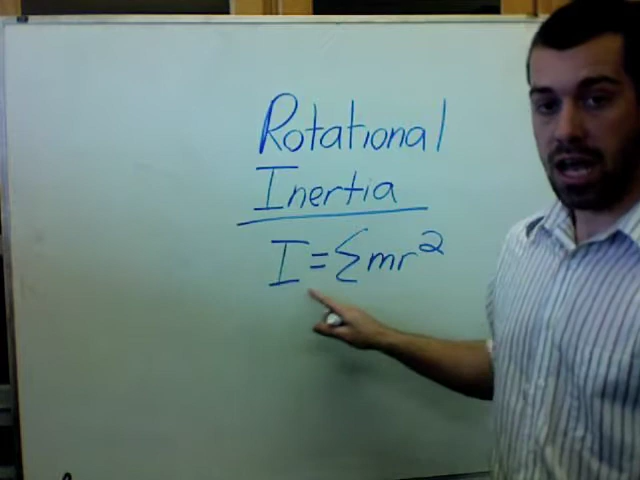 Rotational
Inertia
I = Σmr²